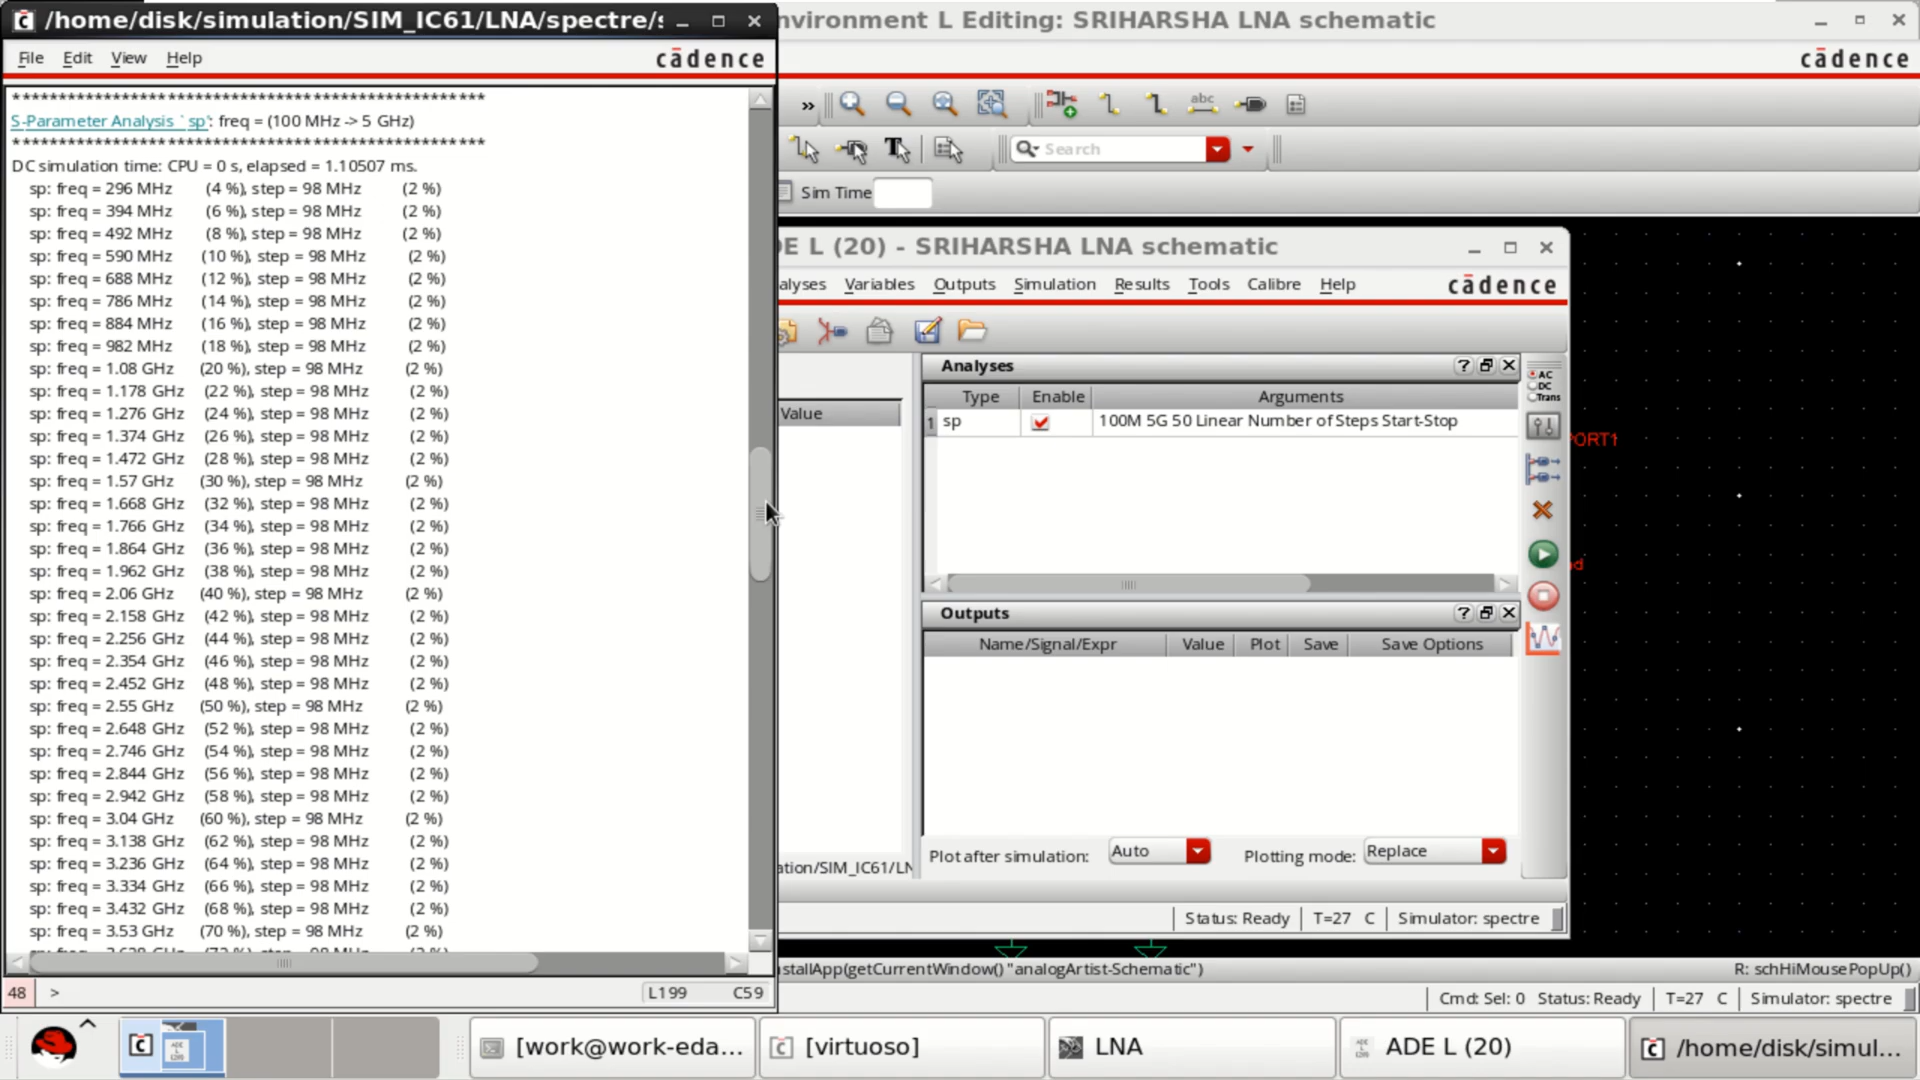 /home/disk/simulation/SIM_IC61/LNA/spectre/s
File Edit View Help cādence
**************************************************
S-Parameter Analysis `sp': freq = (100 MHz -> 5 GHz)
**************************************************
DC simulation time: CPU = 0 s, elapsed = 1.10507 ms.
sp: freq = 296 MHz (4 %), step = 98 MHz (2 %)
sp: freq = 394 MHz (6 %), step = 98 MHz (2 %)
sp: freq = 492 MHz (8 %), step = 98 MHz (2 %)
sp: freq = 590 MHz (10 %), step = 98 MHz (2 %)
sp: freq = 688 MHz (12 %), step = 98 MHz (2 %)
sp: freq = 786 MHz (14 %), step = 98 MHz (2 %)
sp: freq = 884 MHz (16 %), step = 98 MHz (2 %)
sp: freq = 982 MHz (18 %), step = 98 MHz (2 %)
sp: freq = 1.08 GHz (20 %), step = 98 MHz (2 %)
sp: freq = 1.178 GHz (22 %), step = 98 MHz (2 %)
sp: freq = 1.276 GHz (24 %), step = 98 MHz (2 %)
sp: freq = 1.374 GHz (26 %), step = 98 MHz (2 %)
sp: freq = 1.472 GHz (28 %), step = 98 MHz (2 %)
sp: freq = 1.57 GHz (30 %), step = 98 MHz (2 %)
sp: freq = 1.668 GHz (32 %), step = 98 MHz (2 %)
sp: freq = 1.766 GHz (34 %), step = 98 MHz (2 %)
sp: freq = 1.864 GHz (36 %), step = 98 MHz (2 %)
sp: freq = 1.962 GHz (38 %), step = 98 MHz (2 %)
sp: freq = 2.06 GHz (40 %), step = 98 MHz (2 %)
sp: freq = 2.158 GHz (42 %), step = 98 MHz (2 %)
sp: freq = 2.256 GHz (44 %), step = 98 MHz (2 %)
sp: freq = 2.354 GHz (46 %), step = 98 MHz (2 %)
sp: freq = 2.452 GHz (48 %), step = 98 MHz (2 %)
sp: freq = 2.55 GHz (50 %), step = 98 MHz (2 %)
sp: freq = 2.648 GHz (52 %), step = 98 MHz (2 %)
sp: freq = 2.746 GHz (54 %), step = 98 MHz (2 %)
sp: freq = 2.844 GHz (56 %), step = 98 MHz (2 %)
sp: freq = 2.942 GHz (58 %), step = 98 MHz (2 %)
sp: freq = 3.04 GHz (60 %), step = 98 MHz (2 %)
sp: freq = 3.138 GHz (62 %), step = 98 MHz (2 %)
sp: freq = 3.236 GHz (64 %), step = 98 MHz (2 %)
sp: freq = 3.334 GHz (66 %), step = 98 MHz (2 %)
sp: freq = 3.432 GHz (68 %), step = 98 MHz (2 %)
sp: freq = 3.53 GHz (70 %), step = 98 MHz (2 %)
48 > L199 C59
nvironment L Editing: SRIHARSHA LNA schematic
cādence
» abc
T Search
Sim Time
DE L (20) - SRIHARSHA LNA schematic
alyses Variables Outputs Simulation Results Tools Calibre Help cādence
Value
Analyses
Type Enable Arguments
1 sp 100M 5G 50 Linear Number of Steps Start-Stop
AC
DC
Trans
PORT1
Outputs
Name/Signal/Expr Value Plot Save Save Options
Plot after simulation: Auto Plotting mode: Replace
ation/SIM_IC61/LN
Status: Ready T=27 C Simulator: spectre
nstallApp(getCurrentWindow() "analogArtist-Schematic") R: schHiMousePopUp()
Cmd: Sel: 0 Status: Ready T=27 C Simulator: spectre
[work@work-eda... [virtuoso] LNA ADE L (20) /home/disk/simul...